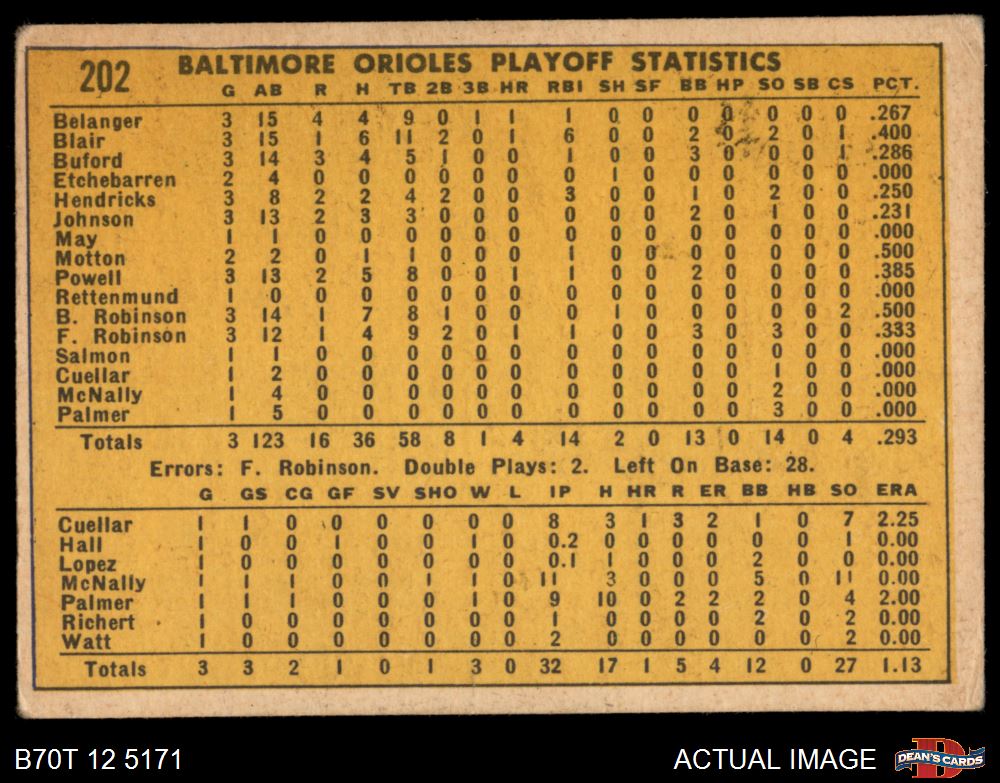 202 BALTIMORE ORIOLES PLAYOFF STATISTICS
G AB R H TB 2B 3B HR RBI SH SF BB HP SO SB CS PCT.
Belanger 3 15 4 4 9 0 1 1 1 0 0 0 0 0 0 0 .267
Blair 3 15 1 6 11 2 0 1 6 0 0 2 0 2 0 1 .400
Buford 3 14 3 4 5 1 0 0 1 0 0 3 0 0 0 1 .286
Etchebarren 2 4 0 0 0 0 0 0 0 1 0 0 0 0 0 0 .000
Hendricks 3 8 2 2 4 2 0 0 3 0 0 1 0 2 0 0 .250
Johnson 3 13 2 3 3 0 0 0 0 0 0 2 0 1 0 0 .231
May 1 1 0 0 0 0 0 0 0 0 0 0 0 0 0 0 .000
Motton 2 2 0 1 1 0 0 0 1 0 0 0 0 0 0 0 .500
Powell 3 13 2 5 8 0 0 1 1 0 0 2 0 0 0 0 .385
Rettenmund 1 0 0 0 0 0 0 0 0 0 0 0 0 0 0 0 .000
B. Robinson 3 14 1 7 8 1 0 0 0 1 0 0 0 0 0 2 .500
F. Robinson 3 12 1 4 9 2 0 1 1 0 0 3 0 3 0 0 .333
Salmon 1 1 0 0 0 0 0 0 0 0 0 0 0 0 0 0 .000
Cuellar 1 2 0 0 0 0 0 0 0 0 0 0 0 1 0 0 .000
McNally 1 4 0 0 0 0 0 0 0 0 0 0 0 2 0 0 .000
Palmer 1 5 0 0 0 0 0 0 0 0 0 0 0 3 0 0 .000
Totals 3 123 16 36 58 8 1 4 14 2 0 13 0 14 0 4 .293
Errors: F. Robinson. Double Plays: 2. Left On Base: 28.
G GS CG GF SV SHO W L IP H HR R ER BB HB SO ERA
Cuellar 1 1 0 0 0 0 0 0 8 3 1 3 2 1 0 7 2.25
Hall 1 0 0 1 0 0 1 0 0.2 0 0 0 0 0 0 1 0.00
Lopez 1 0 0 0 0 0 0 0 0.1 1 0 0 0 2 0 0 0.00
McNally 1 1 1 0 0 1 1 0 11 3 0 0 0 5 0 11 0.00
Palmer 1 1 1 0 0 0 1 0 9 10 0 2 2 2 0 4 2.00
Richert 1 0 0 0 0 0 0 0 1 0 0 0 0 2 0 2 0.00
Watt 1 0 0 0 0 0 0 0 2 0 0 0 0 0 0 2 0.00
Totals 3 3 2 1 0 1 3 0 32 17 1 5 4 12 0 27 1.13
B70T 12 5171 ACTUAL IMAGE D DEAN'S CARDS